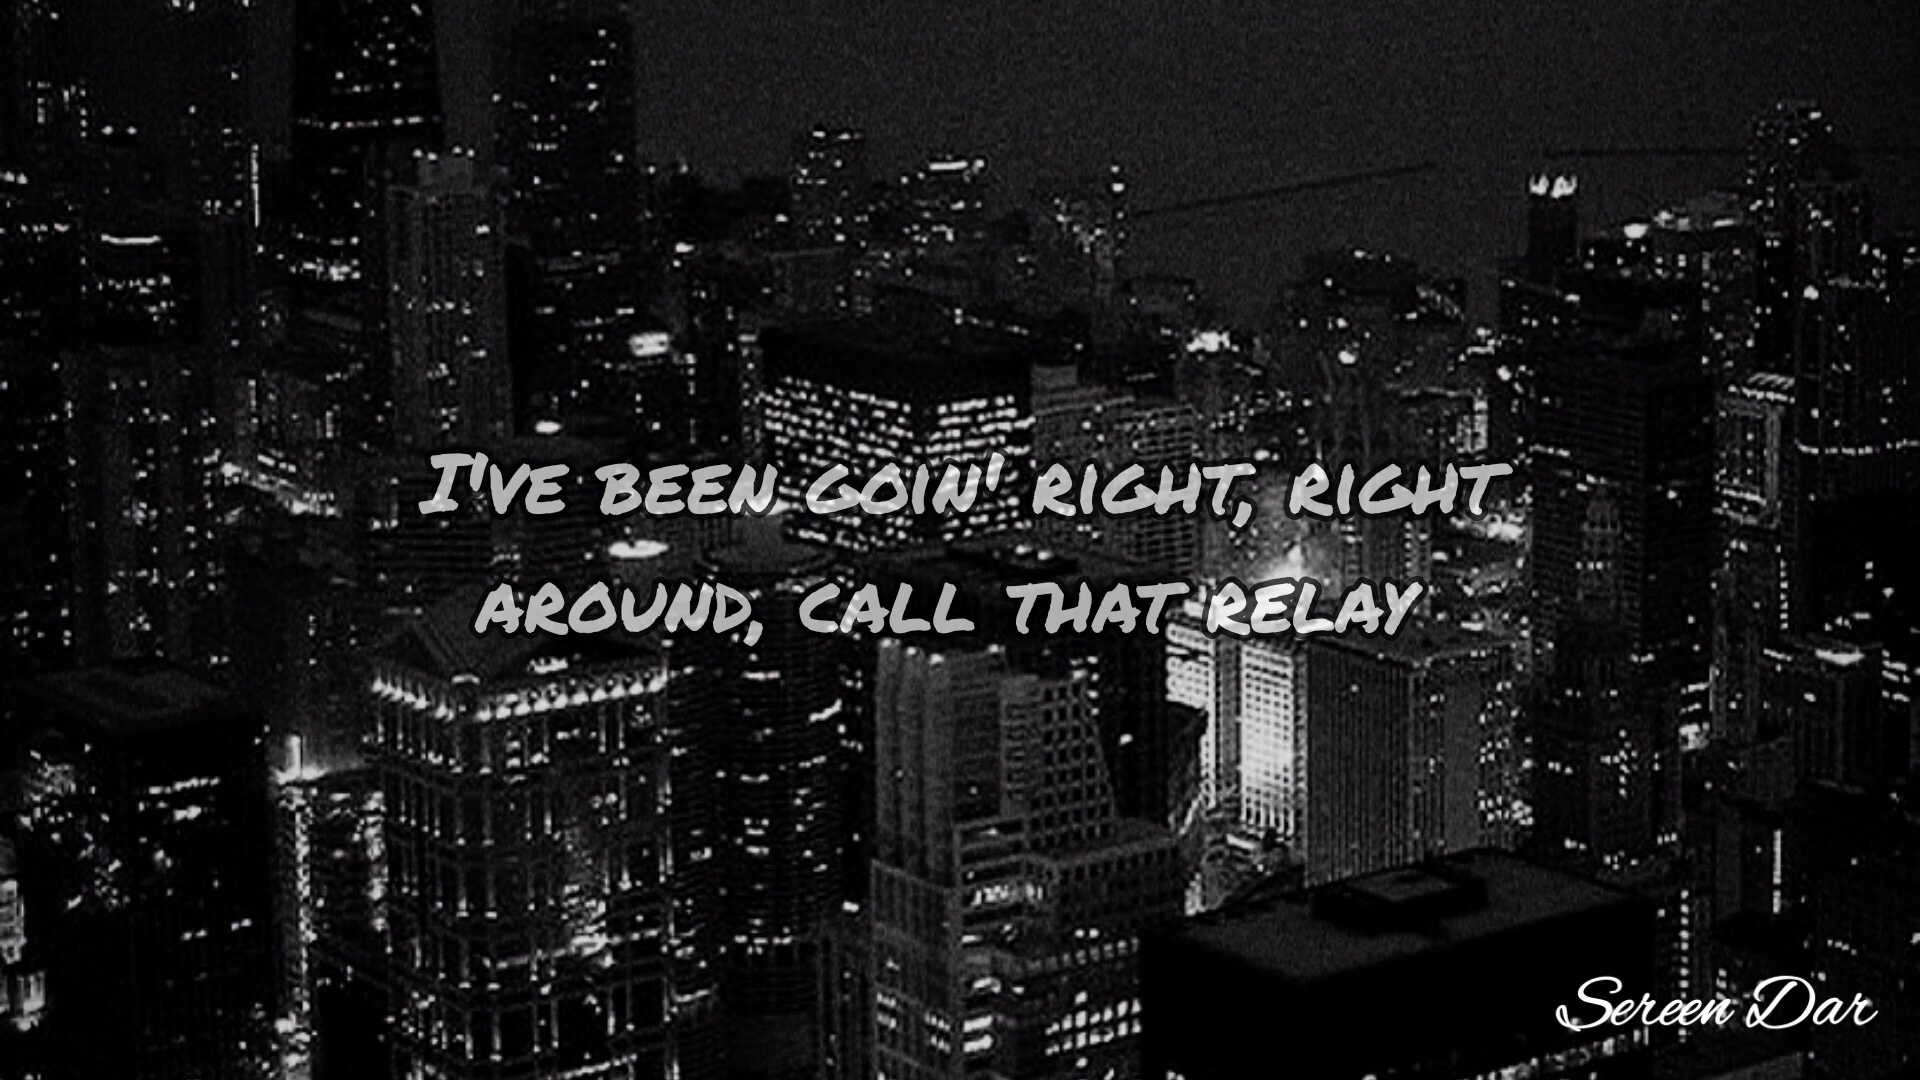 I'VE BEEN GOIN' RIGHT, RIGHT
AROUND, CALL THAT RELAY
Sereen Dar